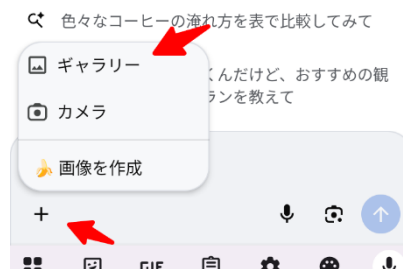 色々なコーヒーの淹れ方を表で比較してみて
ギャラリー
くんだけど、おすすめの観
ランを教えて
カメラ
画像を作成
GIF